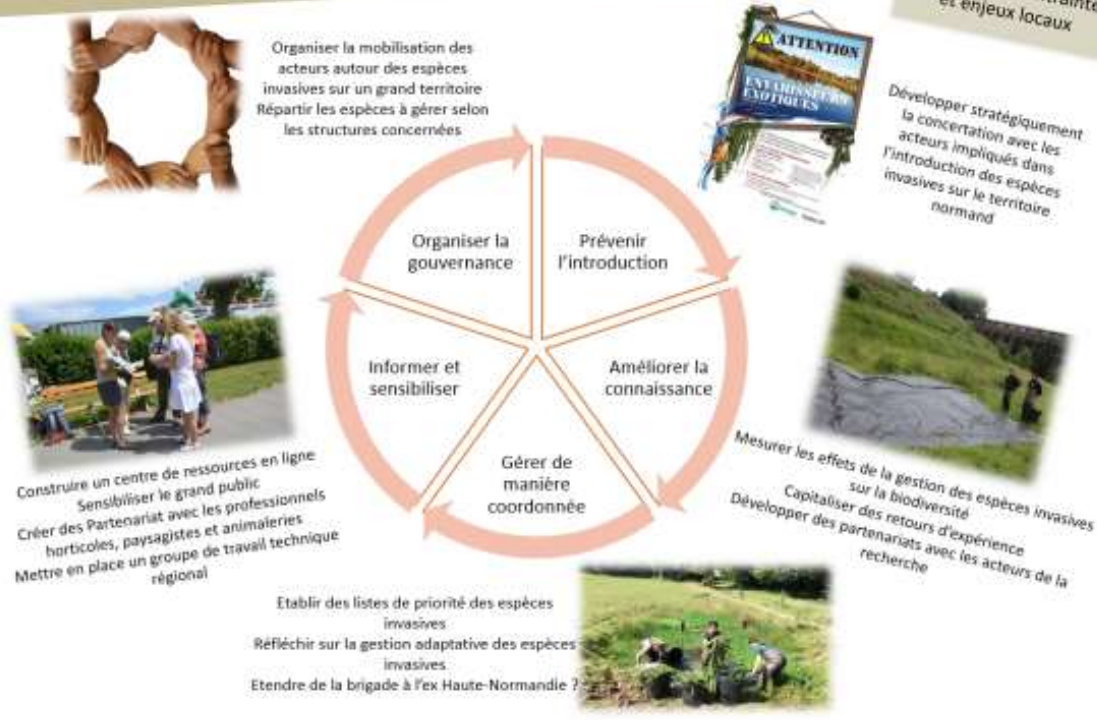 et enjeux locaux
Organiser la mobilisation des
acteurs autour des espèces
invasives sur un grand territoire
Répartir les espèces à gérer selon
les structures concernées
ATTENTION
ENVAHISSEURS
EXOTIQUES
Développer stratégiquement
la concertation avec les
acteurs impliqués dans
l'introduction des espèces
invasives sur le territoire
normand
Organiser la
gouvernance
Prévenir
l'introduction
Informer et
sensibiliser
Améliorer la
connaissance
Gérer de
manière
coordonnée
Construire un centre de ressources en ligne
Sensibiliser le grand public
Créer des Partenariat avec les professionnels
horticoles, paysagistes et animaleries
Mettre en place un groupe de travail technique
régional
Mesurer les effets de la gestion des espèces invasives
sur la biodiversité
Capitaliser des retours d'expérience
Développer des partenariats avec les acteurs de la
recherche
Etablir des listes de priorité des espèces
invasives
Réfléchir sur la gestion adaptative des espèces
invasives
Etendre de la brigade à l'ex Haute-Normandie ?